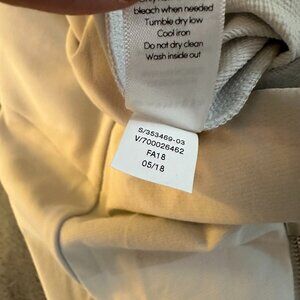 bleach when needed
Tumble dry low
Cool iron
Do not dry clean
Wash inside out
S/353469-03
V/700026462
FA18
05/18